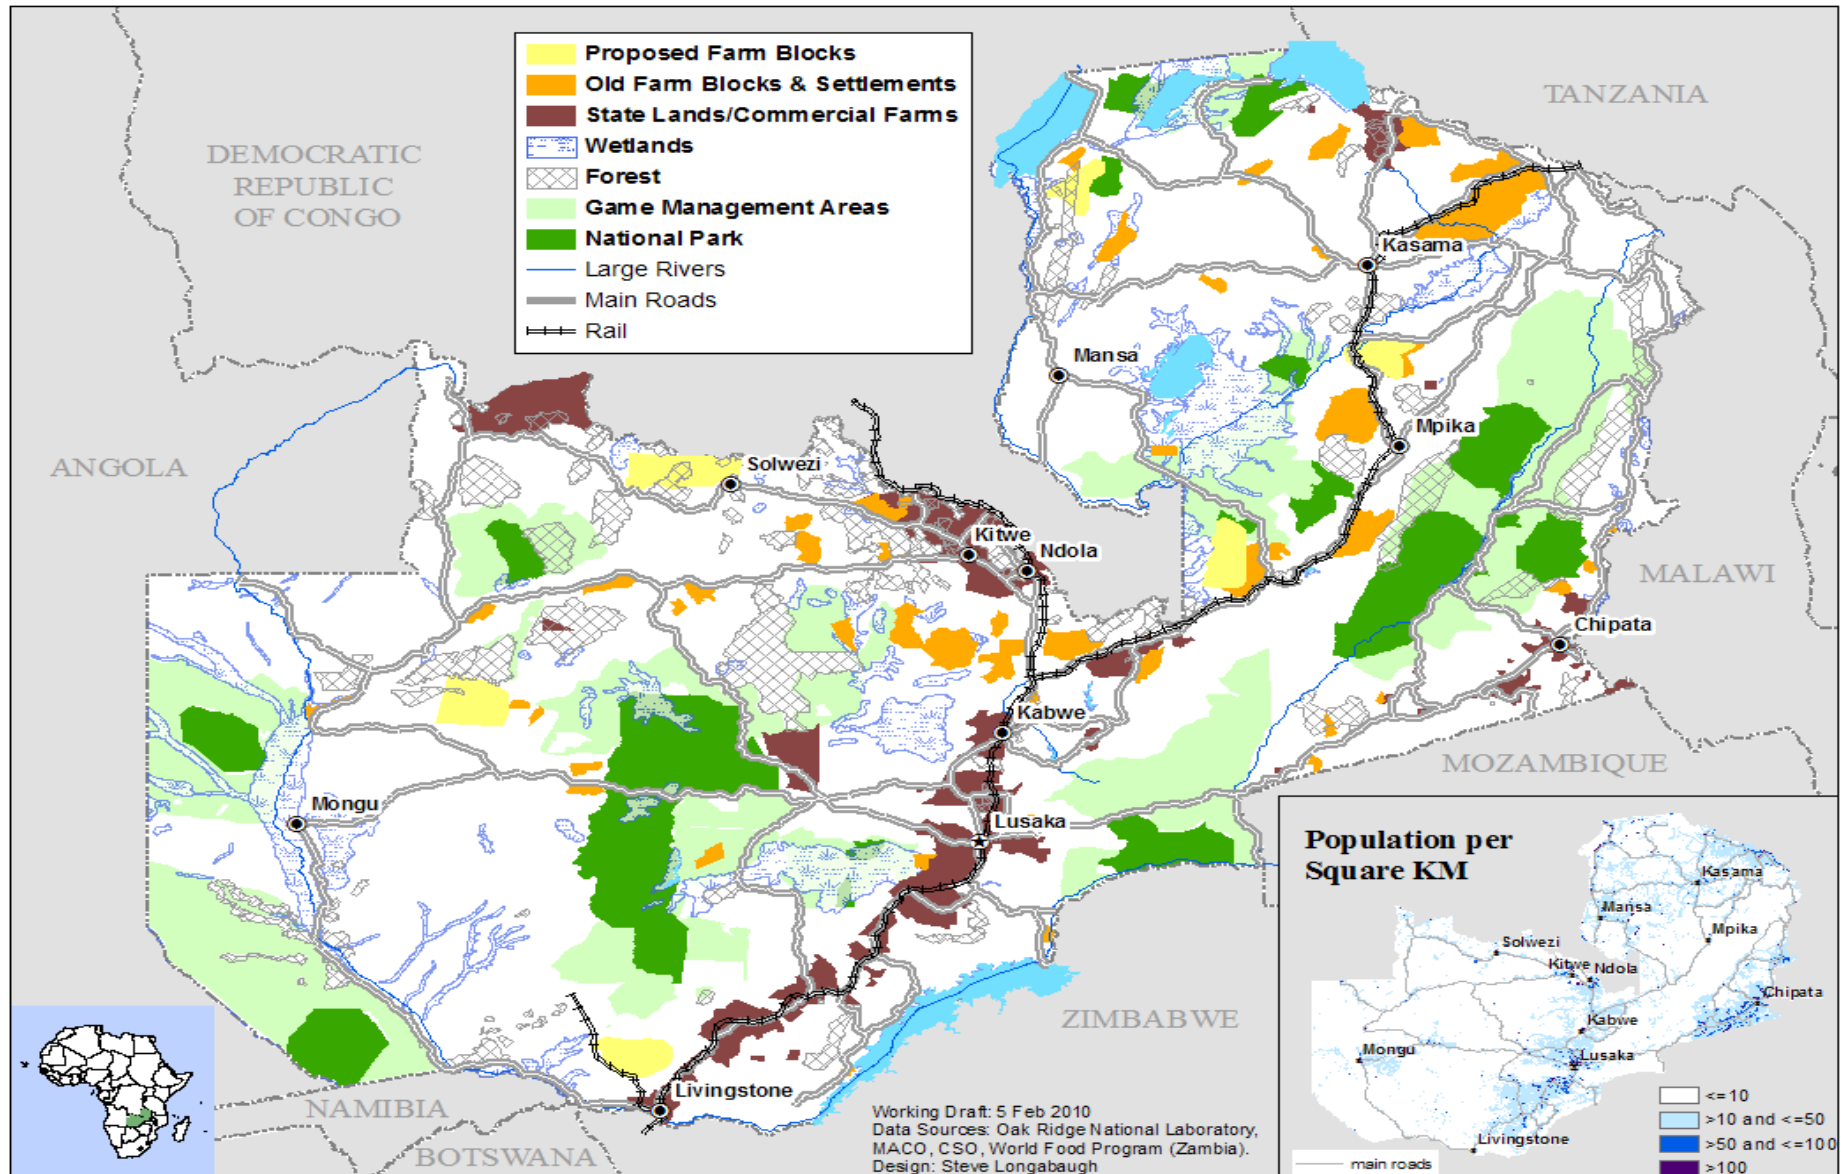 Proposed Farm Blocks
Old Farm Blocks & Settlements
State Lands/Commercial Farms
Wetlands
Forest
Game Management Areas
National Park
Large Rivers
Main Roads
Rail
DEMOCRATIC
REPUBLIC
OF CONGO
TANZANIA
ANGOLA
MALAWI
MOZAMBIQUE
ZIMBABWE
NAMIBIA
BOTSWANA
Kasama
Mansa
Mpika
Solwezi
Kitwe
Ndola
Chipata
Kabwe
Mongu
Lusaka
Livingstone
Working Draft: 5 Feb 2010
Data Sources: Oak Ridge National Laboratory,
MACO, CSO, World Food Program (Zambia).
Design: Steve Longabaugh
Population per
Square KM
Kasama
Mansa
Mpika
Solwezi
Kitwe
Ndola
Chipata
Kabwe
Mongu
Lusaka
Livingstone
<=10
>10 and <=50
>50 and <=100
>100
main roads